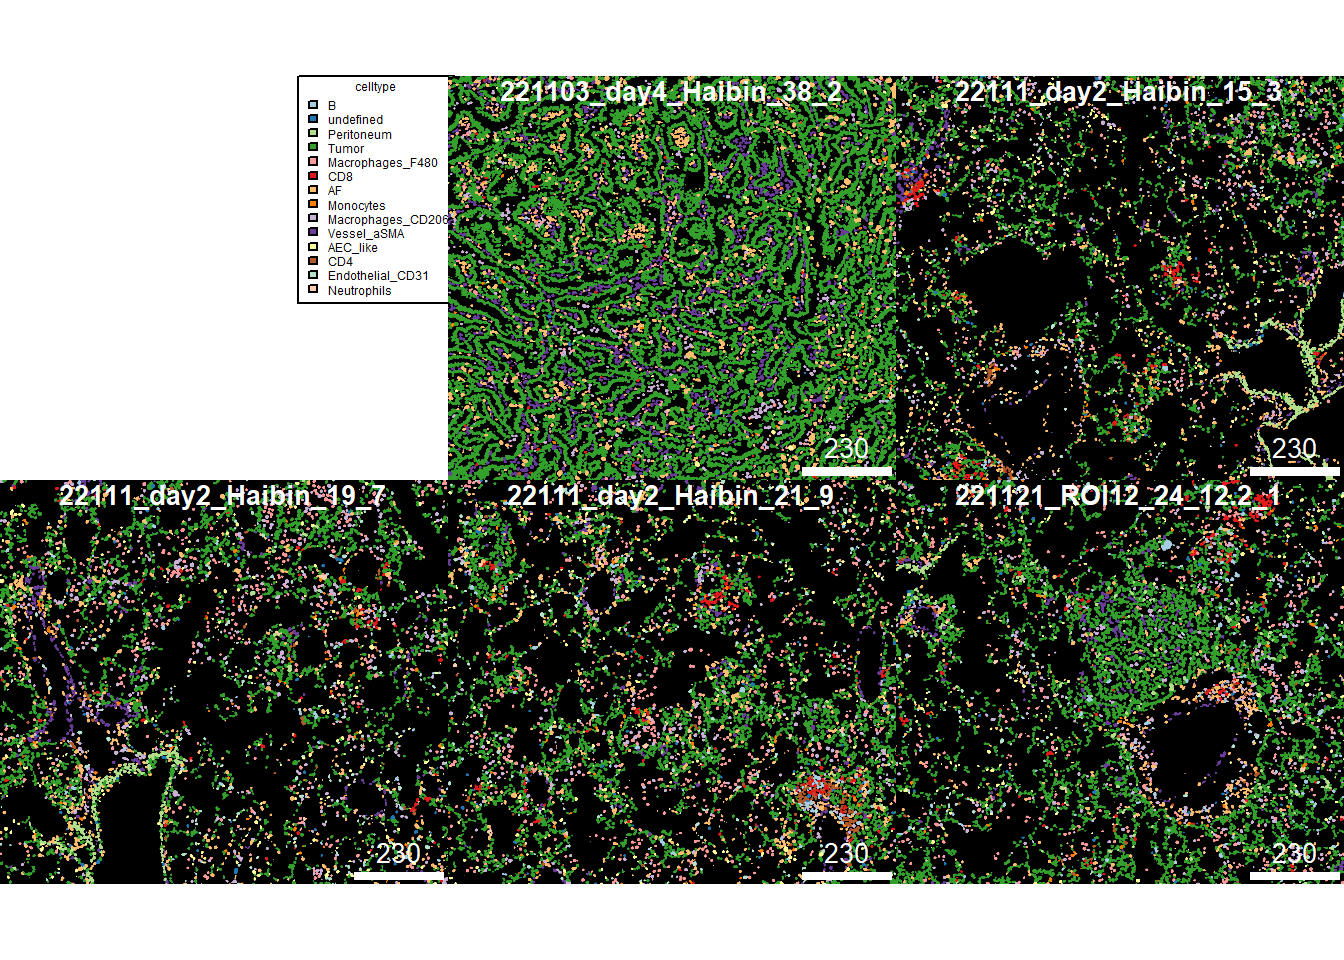 celltype
B
undefined
Peritoneum
Tumor
Macrophages_F480
CD8
AF
Monocytes
Macrophages_CD206
Vessel_aSMA
AEC_like
CD4
Endothelial_CD31
Neutrophils
221103_day4_Haibin_38_2
230
22111_day2_Haibin_15_3
230
22111_day2_Haibin_19_7
230
22111_day2_Haibin_21_9
230
221121_ROI12_24_12.2_1
230